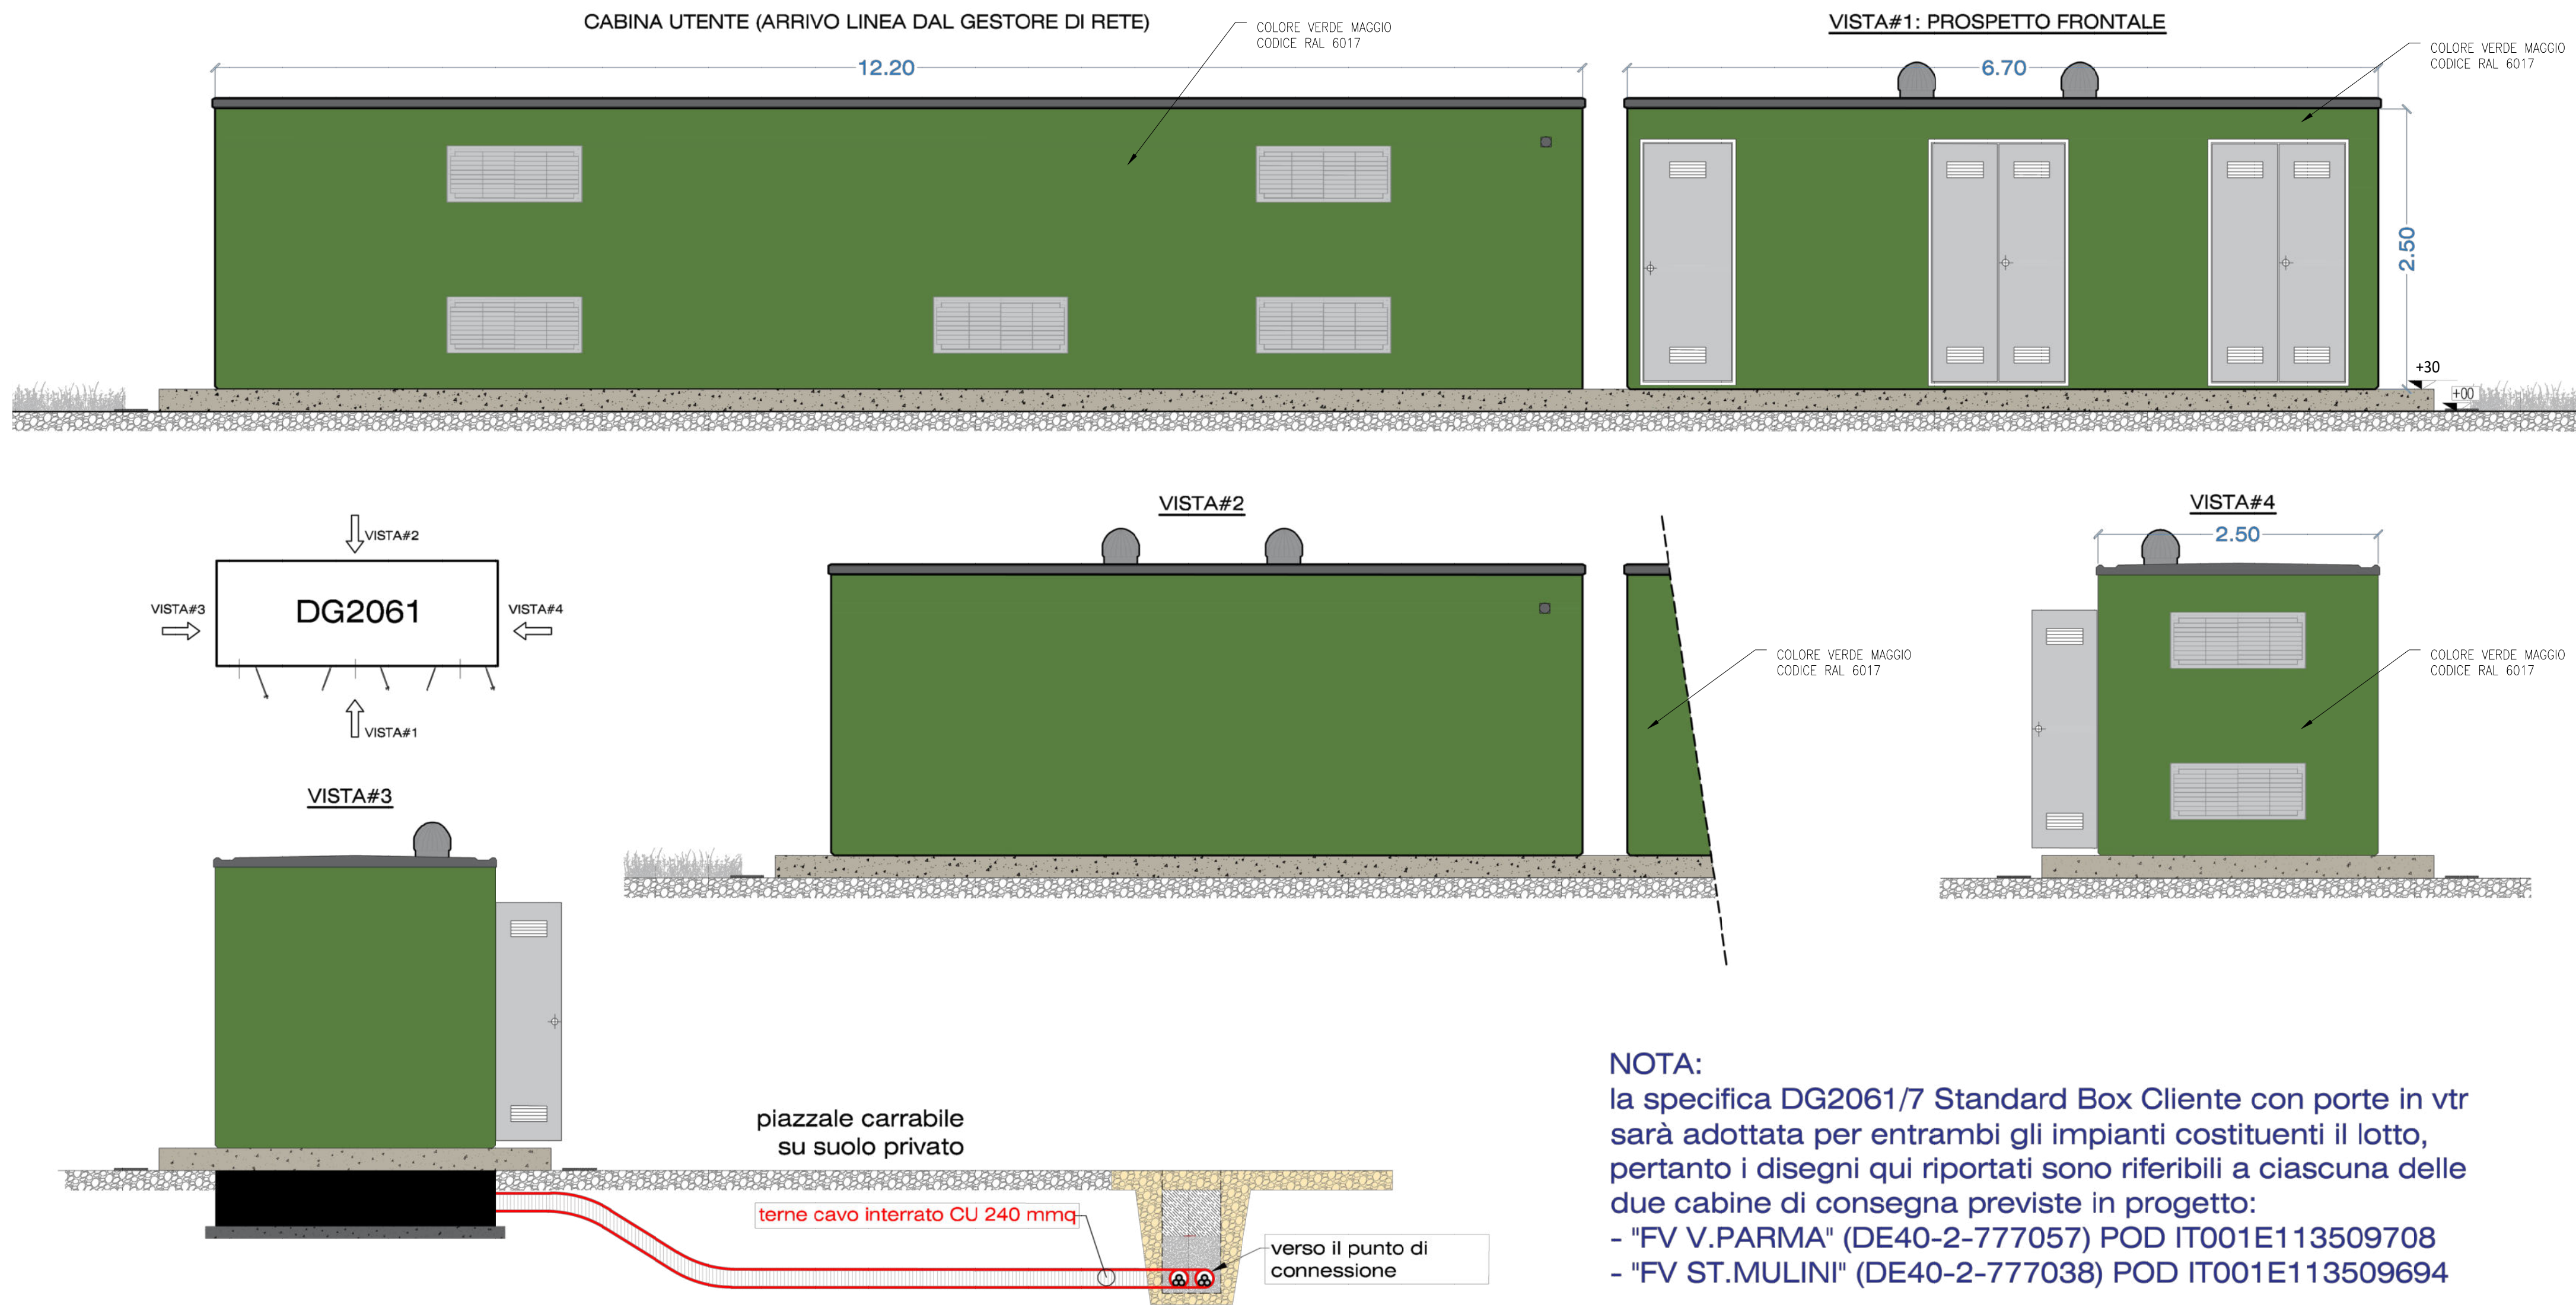 CABINA UTENTE (ARRIVO LINEA DAL GESTORE DI RETE)
COLORE VERDE MAGGIO
CODICE RAL 6017
VISTA#1: PROSPETTO FRONTALE
COLORE VERDE MAGGIO
CODICE RAL 6017
12.20
6.70
2.50
+30
+00
VISTA#2
DG2061
VISTA#3
VISTA#4
VISTA#1
VISTA#2
COLORE VERDE MAGGIO
CODICE RAL 6017
VISTA#4
2.50
COLORE VERDE MAGGIO
CODICE RAL 6017
VISTA#3
piazzale carrabile
su suolo privato
terne cavo interrato CU 240 mmq
verso il punto di
connessione
NOTA:
la specifica DG2061/7 Standard Box Cliente con porte in vtr
sarà adottata per entrambi gli impianti costituenti il lotto,
pertanto i disegni qui riportati sono riferibili a ciascuna delle
due cabine di consegna previste in progetto:
- "FV V.PARMA" (DE40-2-777057) POD IT001E113509708
- "FV ST.MULINI" (DE40-2-777038) POD IT001E113509694